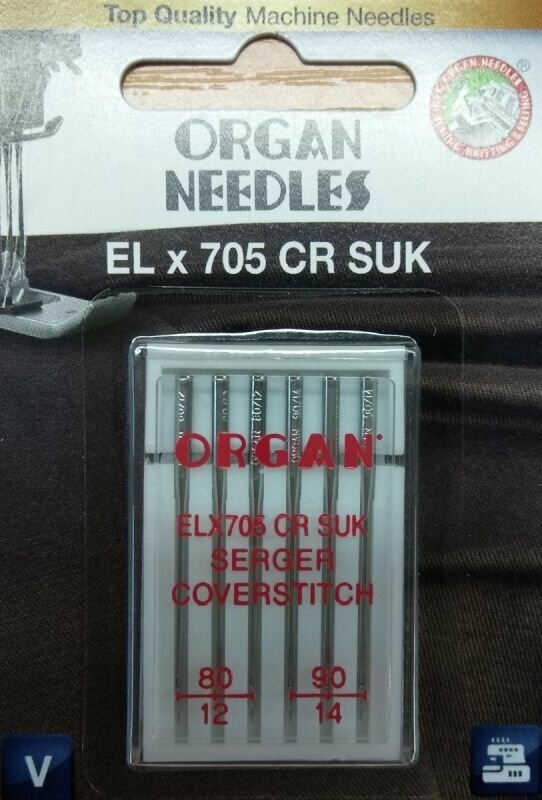 Top Quality Machine Needles
ORGAN
NEEDLES
EL x 705 CR SUK
ORGAN
ELX705 CR SUK
SERGER
COVERSTITCH
80 90
12 14
V